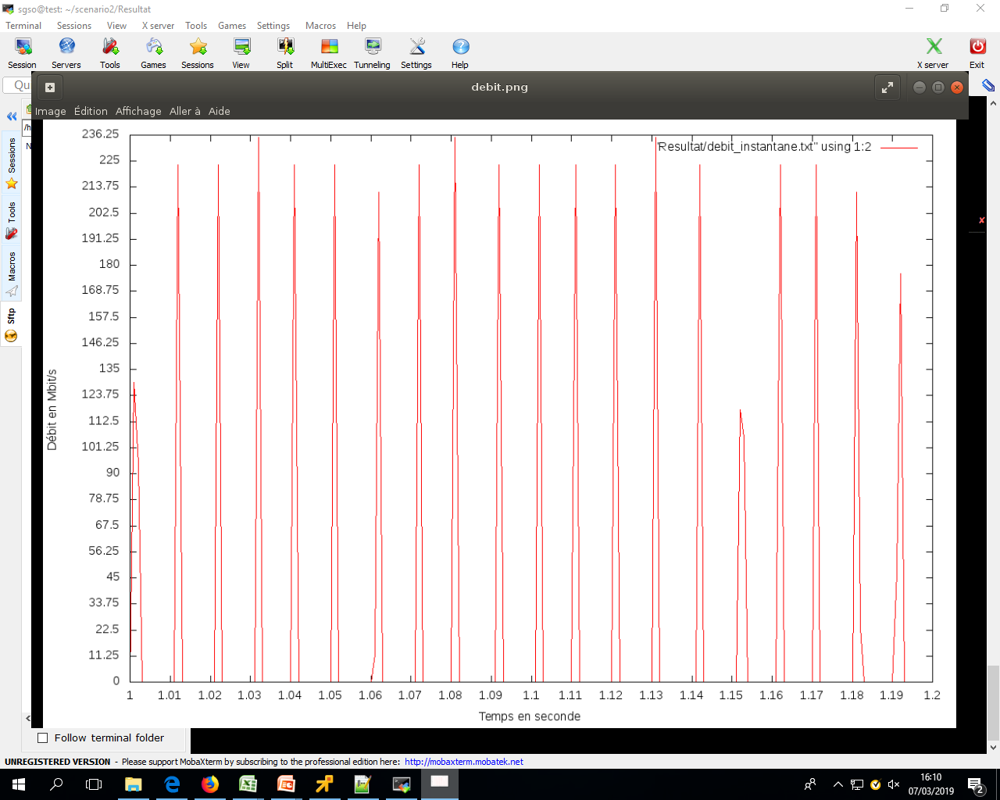 sgso@test: ~/scenario2/Resultat
Terminal Sessions View X server Tools Games Settings Macros Help
Session Servers Tools Games Sessions View Split MultiExec Tunneling Settings Help X server Exit
Qui
debit.png
Image Édition Affichage Aller à Aide
/h
N
Sessions
Tools
Macros
Sftp
"Resultat/debit_instantane.txt" using 1:2
236.25
225
213.75
202.5
191.25
180
168.75
157.5
146.25
135
123.75
112.5
101.25
90
78.75
67.5
56.25
45
33.75
22.5
11.25
0
Débit en Mbit/s
1 1.01 1.02 1.03 1.04 1.05 1.06 1.07 1.08 1.09 1.1 1.11 1.12 1.13 1.14 1.15 1.16 1.17 1.18 1.19 1.2
Temps en seconde
Follow terminal folder
UNREGISTERED VERSION - Please support MobaXterm by subscribing to the professional edition here: http://mobaxterm.mobatek.net
16:10
07/03/2019
2